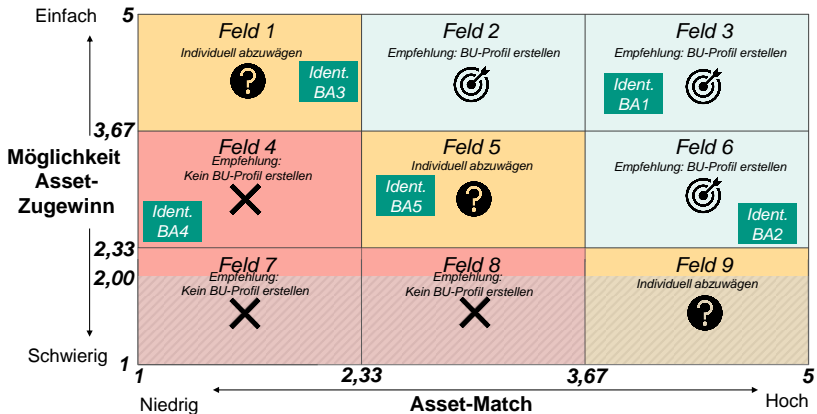 Einfach
5
Feld 1
Individuell abzuwägen
?
Ident.
BA3
Feld 2
Empfehlung: BU-Profil erstellen
Feld 3
Empfehlung: BU-Profil erstellen
Ident.
BA1
3,67
Möglichkeit
Asset-
Zugewinn
Feld 4
Empfehlung:
Kein BU-Profil erstellen
Ident.
BA4
Feld 5
Individuell abzuwägen
Ident.
BA5
?
Feld 6
Empfehlung: BU-Profil erstellen
Ident.
BA2
2,33
2,00
Feld 7
Empfehlung:
Kein BU-Profil erstellen
Feld 8
Empfehlung:
Kein BU-Profil erstellen
Feld 9
Individuell abzuwägen
?
Schwierig
1
1
2,33
3,67
5
Niedrig
Asset-Match
Hoch